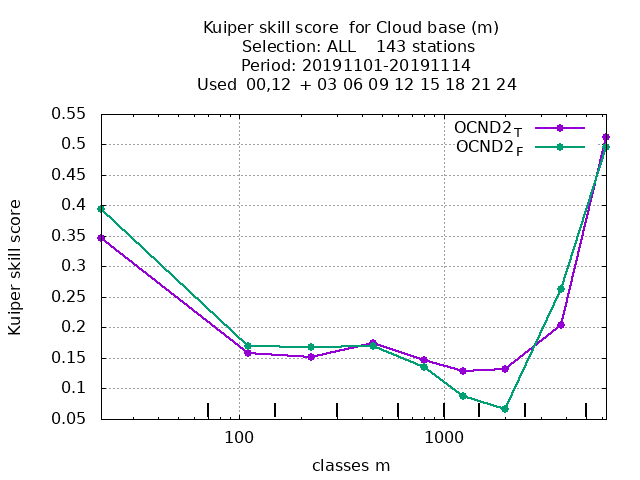 Kuiper skill score for Cloud base (m)
Selection: ALL 143 stations
Period: 20191101-20191114
Used 00,12 + 03 06 09 12 15 18 21 24
0.55
0.5
0.45
0.4
0.35
0.3
0.25
0.2
0.15
0.1
0.05
Kuiper skill score
OCND2T
OCND2F
100 1000
classes m